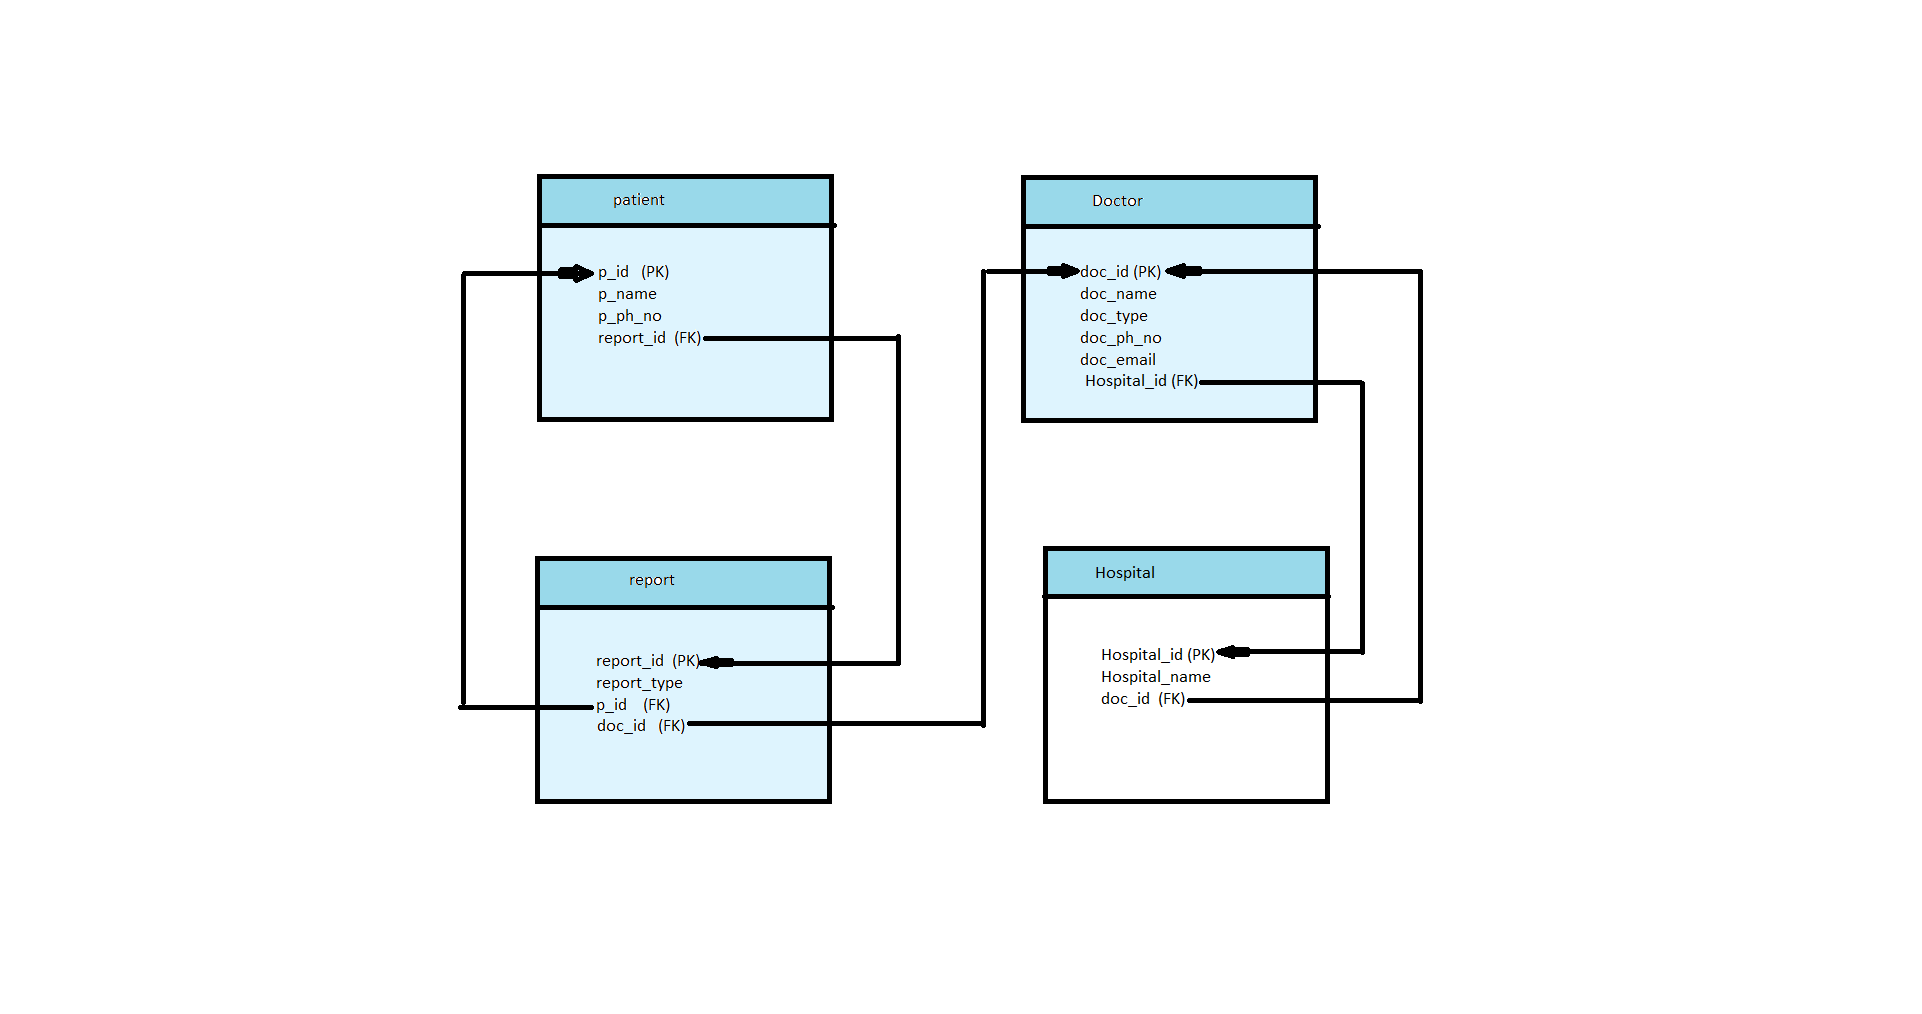 patient
p_id (PK)
p_name
p_ph_no
report_id (FK)
Doctor
doc_id (PK)
doc_name
doc_type
doc_ph_no
doc_email
Hospital_id (FK)
report
report_id (PK)
report_type
p_id (FK)
doc_id (FK)
Hospital
Hospital_id (PK)
Hospital_name
doc_id (FK)